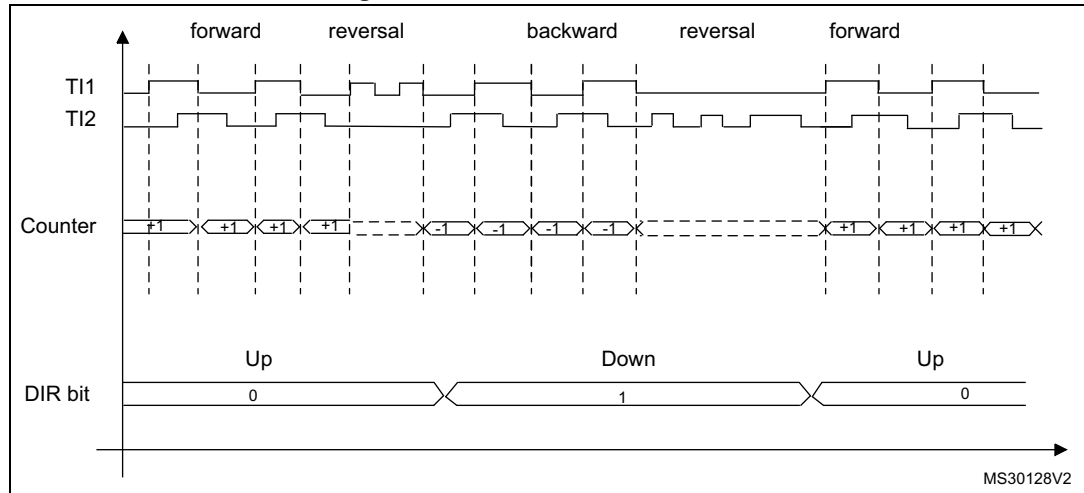 forward reversal backward reversal forward
TI1
TI2
Counter +1 +1 +1 +1 -1 -1 -1 -1 +1 +1 +1 +1
Up Down Up
DIR bit 0 1 0
MS30128V2